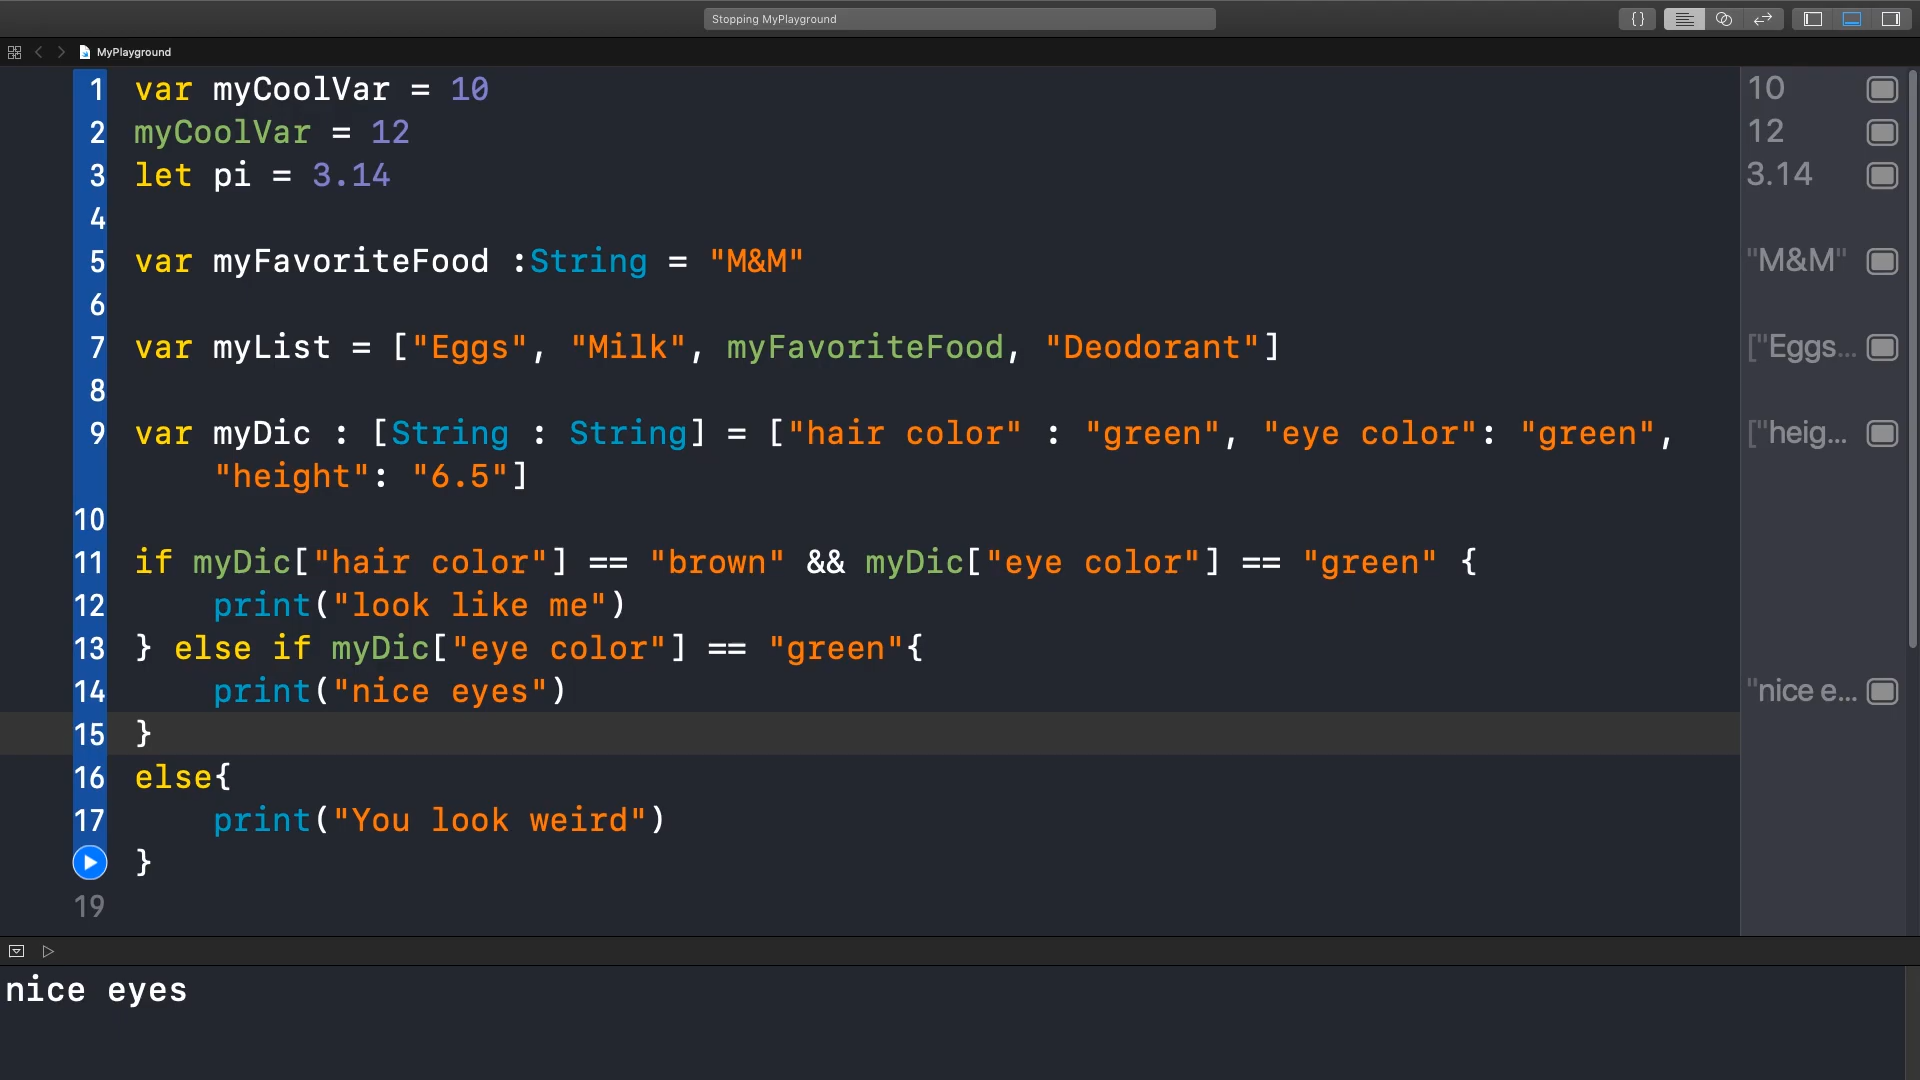 Stopping MyPlayground
{}
MyPlayground
1 var myCoolVar = 10 10
2 myCoolVar = 12 12
3 let pi = 3.14 3.14
4
5 var myFavoriteFood :String = "M&M" "M&M"
6
7 var myList = ["Eggs", "Milk", myFavoriteFood, "Deodorant"] ["Eggs...
8
9 var myDic : [String : String] = ["hair color" : "green", "eye color": "green", ["heig...
"height": "6.5"]
10
11 if myDic["hair color"] == "brown" && myDic["eye color"] == "green" {
12 print("look like me")
13 } else if myDic["eye color"] == "green"{
14 print("nice eyes") "nice e...
15 }
16 else{
17 print("You look weird")
}
19
nice eyes